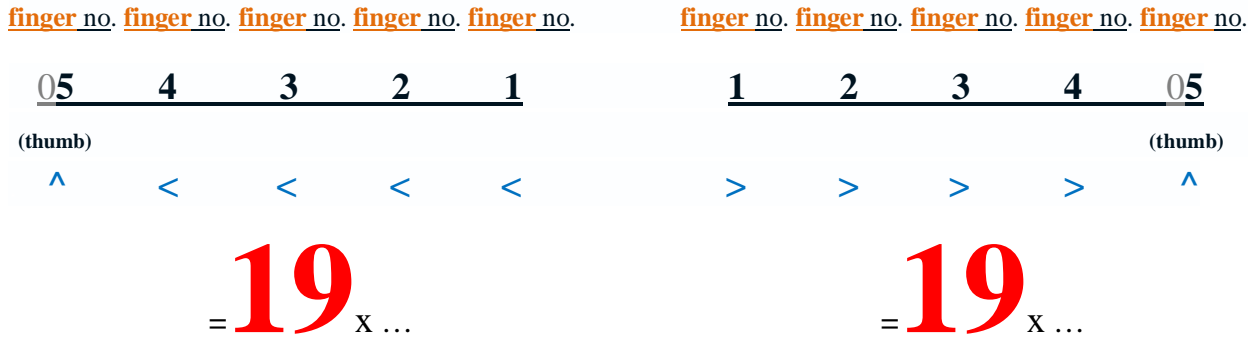 finger no. finger no. finger no. finger no. finger no. finger no. finger no. finger no. finger no. finger no.
05 4 3 2 1 1 2 3 4 05
(thumb) (thumb)
^ < < < < > > > > ^
= 19 x … = 19 x …